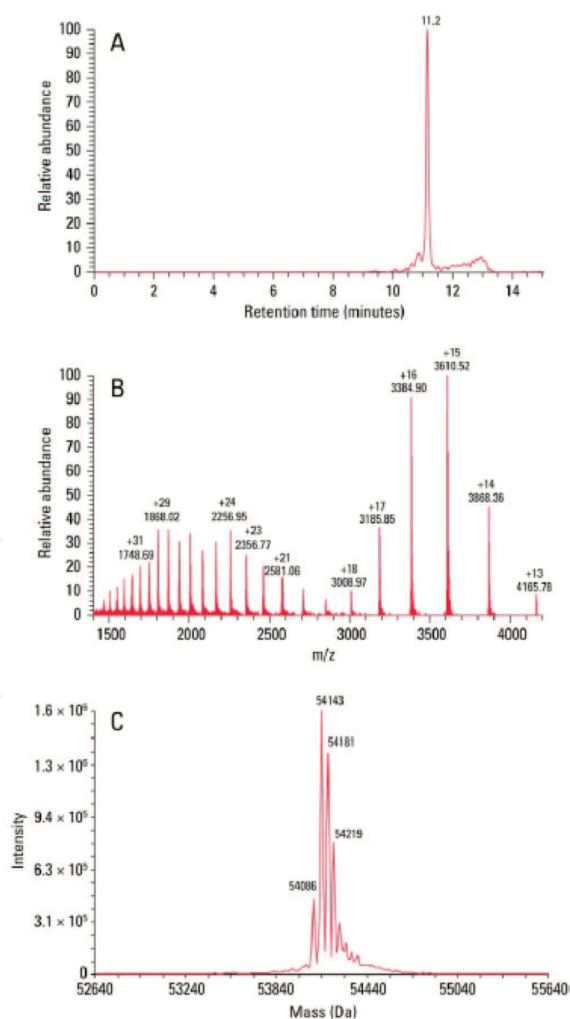 A
11.2
Relative abundance
100
90
80
70
60
50
40
30
20
10
0
0 2 4 6 8 10 12 14
Retention time (minutes)
B
+15
3610.52
+16
3384.90
+14
3868.36
+17
3185.85
+29
1868.02
+24
2256.95
+31
1748.69
+23
2356.77
+21
2581.06
+18
3008.97
+13
4165.78
Relative abundance
100
90
80
70
60
50
40
30
20
10
0
1500 2000 2500 3000 3500 4000
m/z
C
54143
54181
54219
54086
Intensity
1.6 × 10⁶
1.3 × 10⁶
9.4 × 10⁵
6.3 × 10⁵
3.1 × 10⁵
0
52640 53240 53840 54440 55040 55640
Mass (Da)